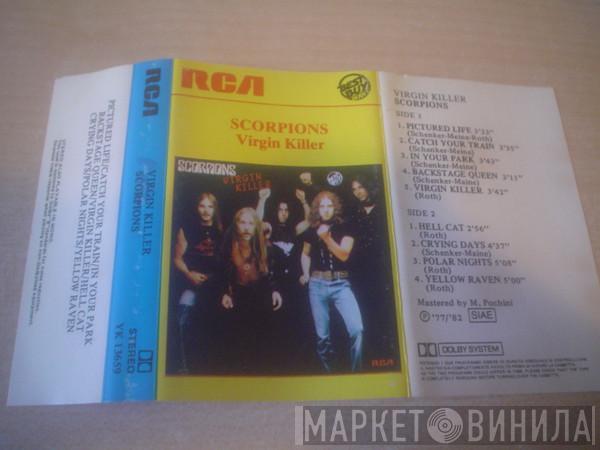 PICTURED LIFE/CATCH YOUR TRAIN/IN YOUR PARK
BACKSTAGE QUEEN/VIRGIN KILLER/HELL CAT
CRYING DAYS/POLAR NIGHTS/YELLOW RAVEN
RCA
VIRGIN KILLER
SCORPIONS
STEREO
VK 13659
RCA
BEST BUY
SCORPIONS
Virgin Killer
SCORPIONS
VIRGIN
KILLER
RCA
VIRGIN KILLER
SCORPIONS
SIDE 1
1. PICTURED LIFE 3'23"
(Schenker-Meine-Roth)
2. CATCH YOUR TRAIN 3'35"
(Schenker-Meine)
3. IN YOUR PARK 3'43"
(Schenker-Meine)
4. BACKSTAGE QUEEN 3'15"
(Schenker-Meine)
5. VIRGIN KILLER 3'42"
(Roth)
SIDE 2
1. HELL CAT 2'56"
(Roth)
2. CRYING DAYS 4'37"
(Schenker-Meine)
3. POLAR NIGHTS 5'08"
(Roth)
4. YELLOW RAVEN 5'00"
(Roth)
Mastered by M. Pochini
Ⓟ '77/'82 SIAE
DOLBY SYSTEM
МАРКЕТ ВИНИЛА